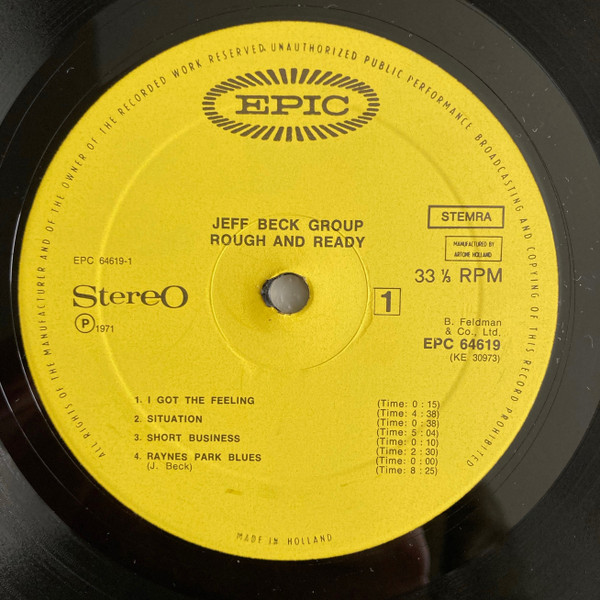 ALL RIGHTS OF THE MANUFACTURER AND OF THE OWNER OF THE RECORDED WORK RESERVED. UNAUTHORIZED PUBLIC PERFORMANCE BROADCASTING AND COPYING OF THIS RECORD PROHIBITED
EPIC
JEFF BECK GROUP
ROUGH AND READY
STEMRA
MANUFACTURED BY
ARTONE HOLLAND
EPC 64619-1
33 ⅓ RPM
StereO
1
P 1971
B. Feldman
& Co., Ltd.
EPC 64619
(KE 30973)
1. I GOT THE FEELING
2. SITUATION
3. SHORT BUSINESS
4. RAYNES PARK BLUES
(J. Beck)
(Time: 0 : 15)
(Time: 4 : 38)
(Time: 0 : 38)
(Time: 5 : 04)
(Time: 0 : 10)
(Time: 2 : 30)
(Time: 0 : 00)
(Time: 8 : 25)
MADE IN HOLLAND